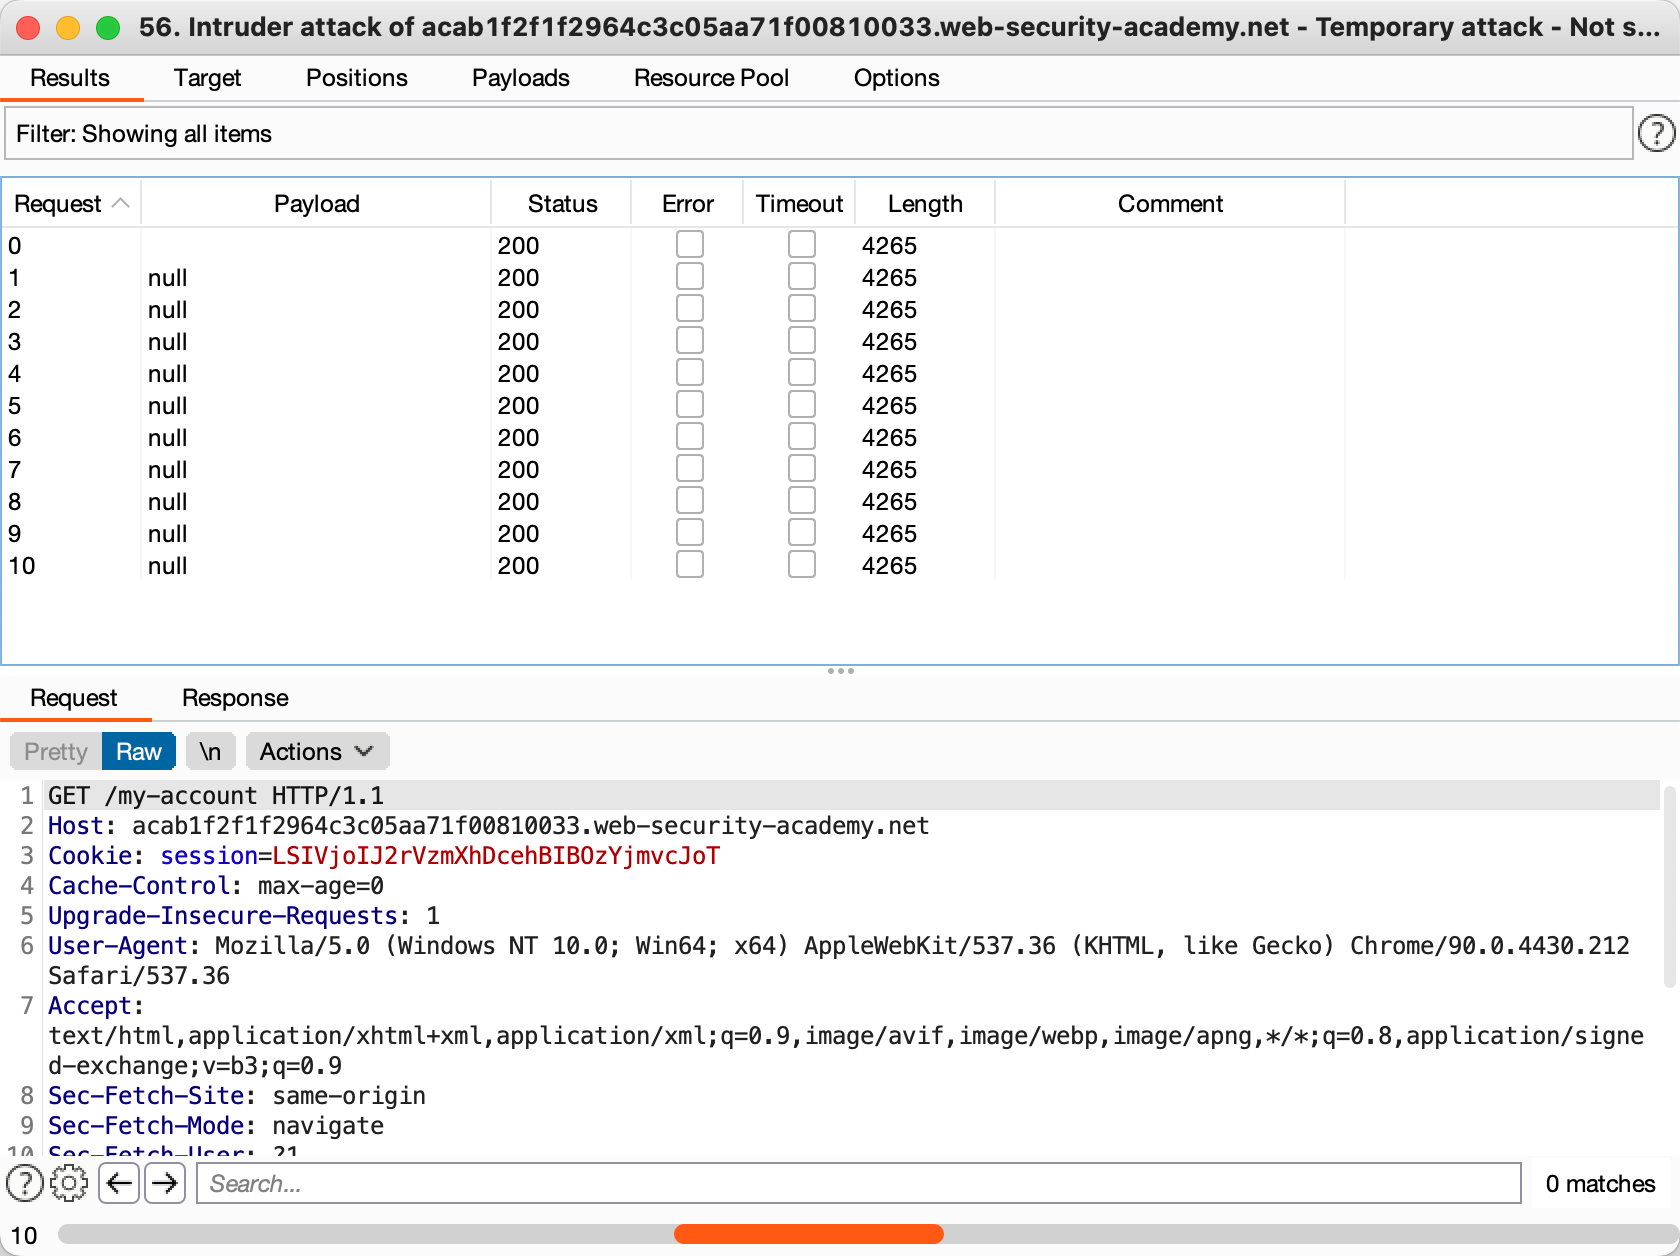 56. Intruder attack of acab1f2f1f2964c3c05aa71f00810033.web-security-academy.net - Temporary attack - Not s...
Results Target Positions Payloads Resource Pool Options
Filter: Showing all items
Request Payload Status Error Timeout Length Comment
0 200 4265
1 null 200 4265
2 null 200 4265
3 null 200 4265
4 null 200 4265
5 null 200 4265
6 null 200 4265
7 null 200 4265
8 null 200 4265
9 null 200 4265
10 null 200 4265
Request Response
Pretty Raw \n Actions
1 GET /my-account HTTP/1.1
2 Host: acab1f2f1f2964c3c05aa71f00810033.web-security-academy.net
3 Cookie: session=LSIVjoIJ2rVzmXhDcehBIBOzYjmvcJoT
4 Cache-Control: max-age=0
5 Upgrade-Insecure-Requests: 1
6 User-Agent: Mozilla/5.0 (Windows NT 10.0; Win64; x64) AppleWebKit/537.36 (KHTML, like Gecko) Chrome/90.0.4430.212
Safari/537.36
7 Accept:
text/html,application/xhtml+xml,application/xml;q=0.9,image/avif,image/webp,image/apng,*/*;q=0.8,application/signe
d-exchange;v=b3;q=0.9
8 Sec-Fetch-Site: same-origin
9 Sec-Fetch-Mode: navigate
10 Sec-Fetch-User: ?1
Search... 0 matches
10